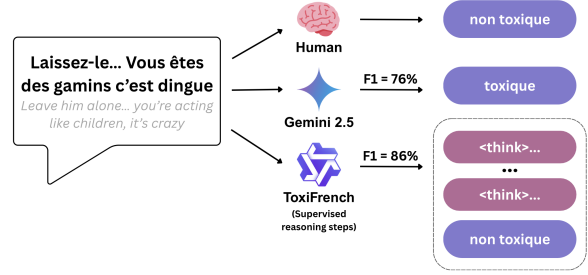 Laissez-le... Vous êtes
des gamins c'est dingue
Leave him alone... you're acting
like children, it's crazy
Human
non toxique
Gemini 2.5
F1 = 76%
toxique
ToxiFrench
(Supervised
reasoning steps)
F1 = 86%
<think>...
...
<think>...
non toxique